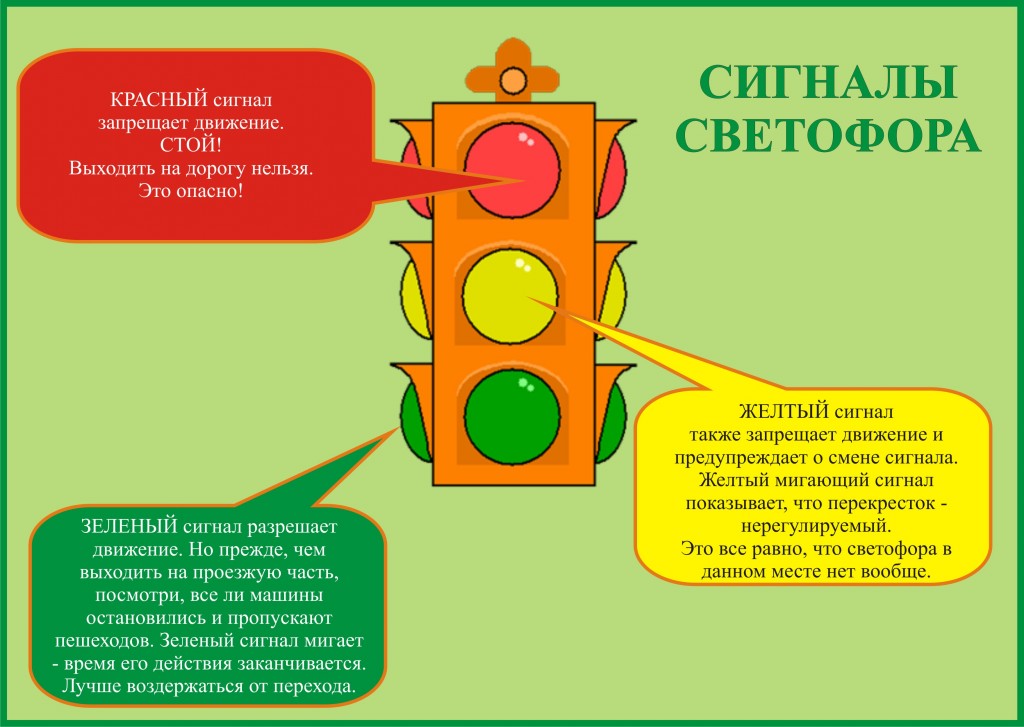 СИГНАЛЫ
СВЕТОФОРА
КРАСНЫЙ сигнал
запрещает движение.
СТОЙ!
Выходить на дорогу нельзя.
Это опасно!
ЖЕЛТЫЙ сигнал
также запрещает движение и
предупреждает о смене сигнала.
Желтый мигающий сигнал
показывает, что перекресток -
нерегулируемый.
Это все равно, что светофора в
данном месте нет вообще.
ЗЕЛЕНЫЙ сигнал разрешает
движение. Но прежде, чем
выходить на проезжую часть,
посмотри, все ли машины
остановились и пропускают
пешеходов. Зеленый сигнал мигает
- время его действия заканчивается.
Лучше воздержаться от перехода.